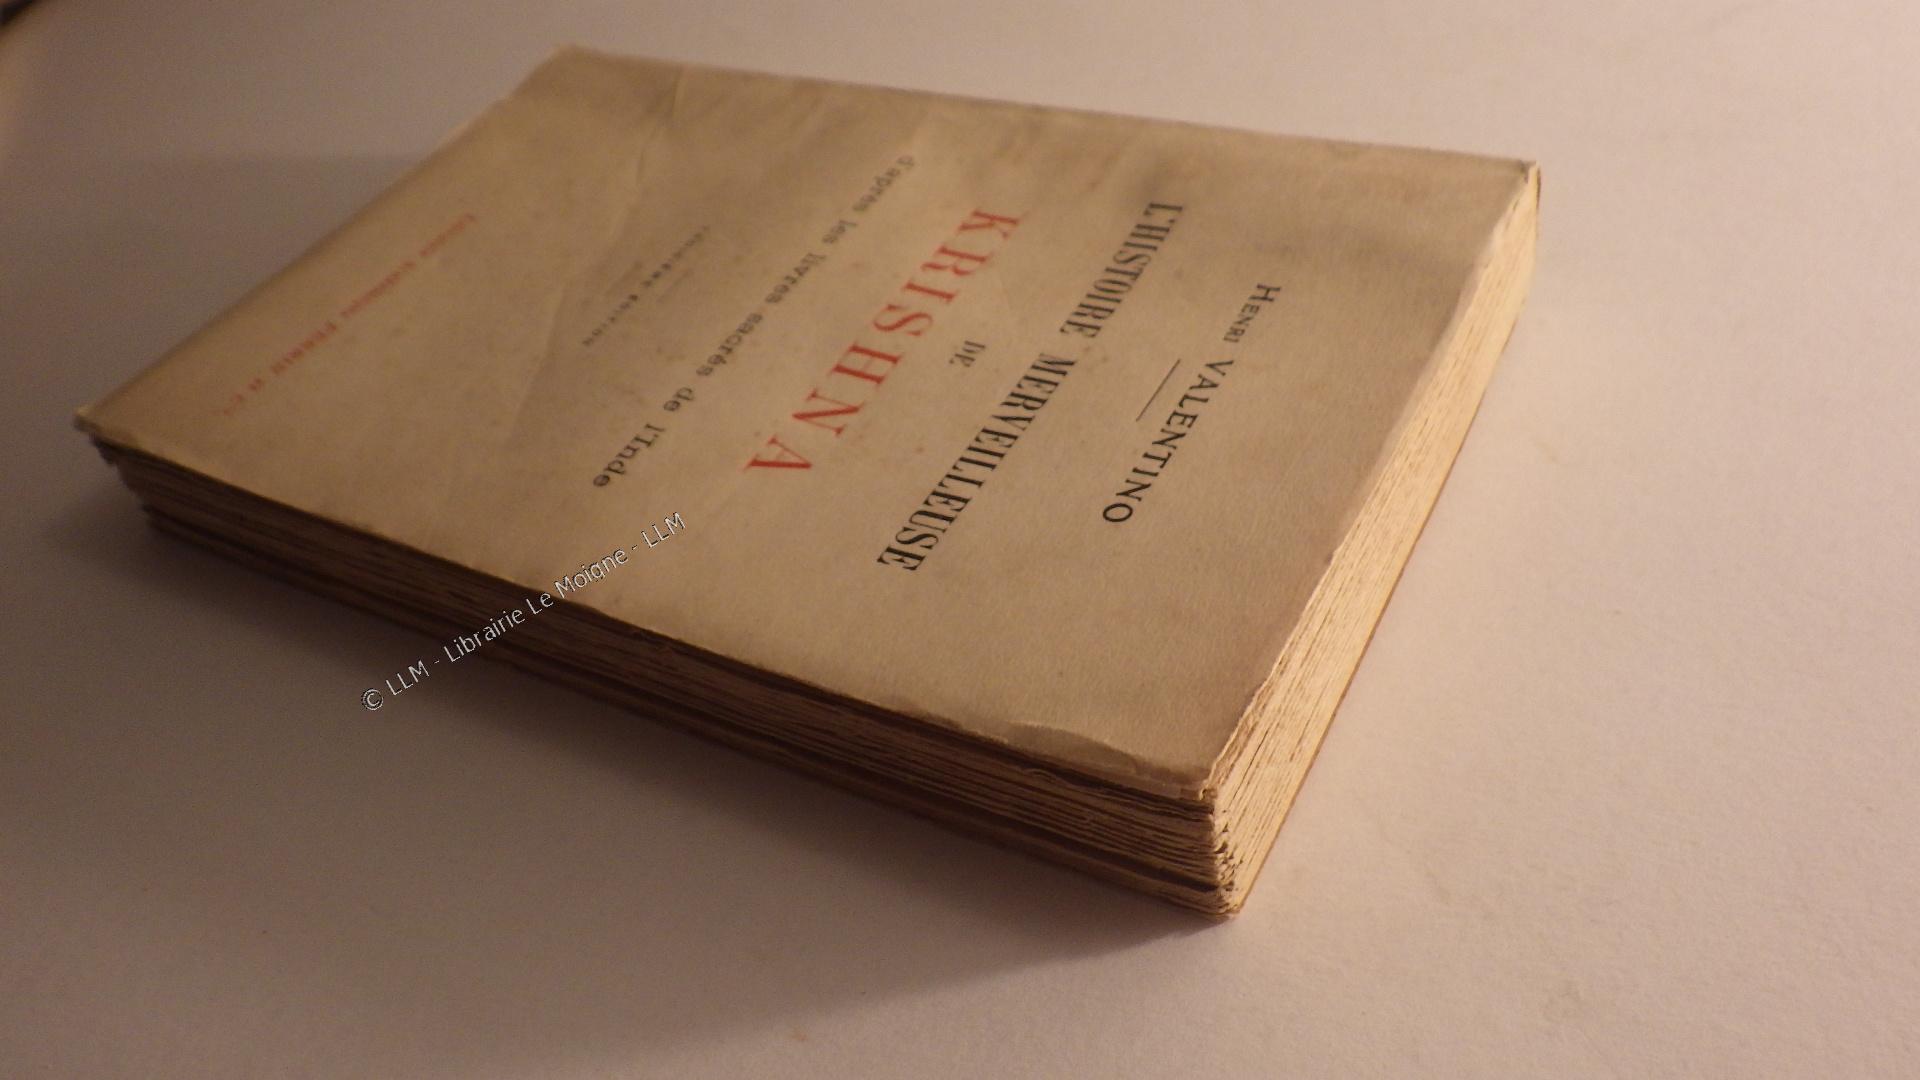 HENRI VALENTINO
L'HISTOIRE MERVEILLEUSE
DE
KRISHNA
d'après les livres sacrés de l'Inde
© LLM - Librairie Le Moigne - LLM